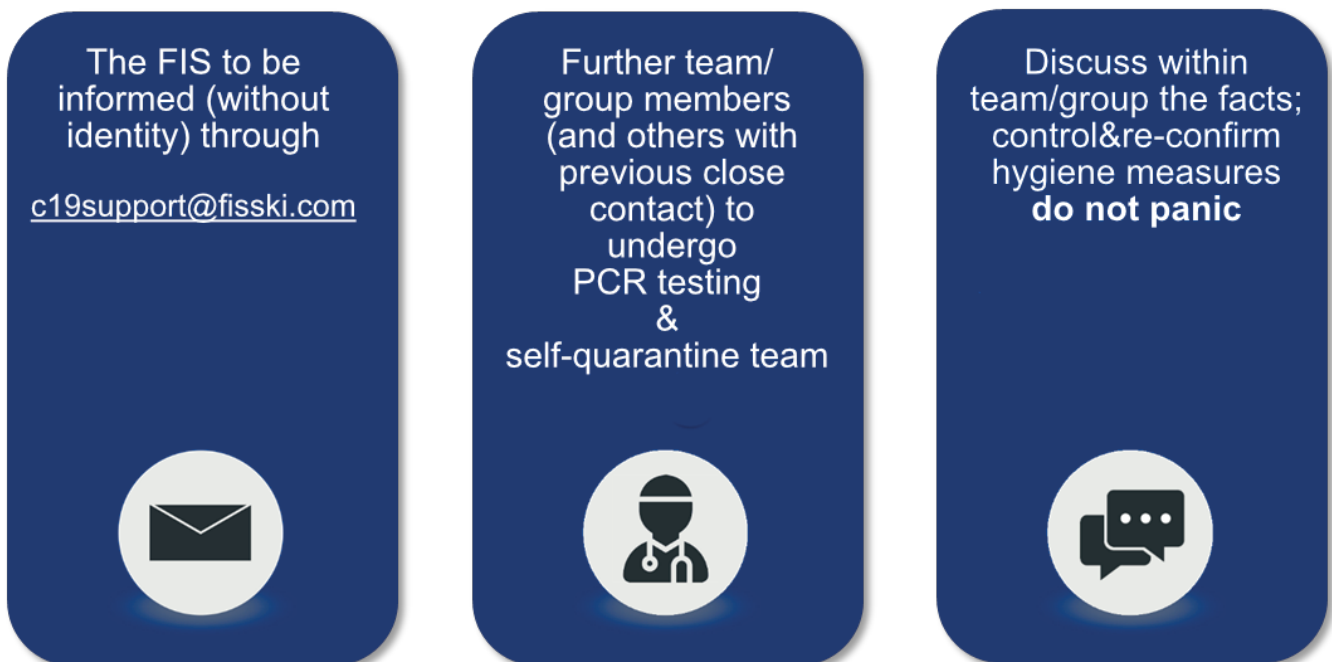 The FIS to be
informed (without
identity) through
c19support@fisski.com
Further team/
group members
(and others with
previous close
contact) to
undergo
PCR testing
&
self-quarantine team
Discuss within
team/group the facts;
control&re-confirm
hygiene measures
do not panic